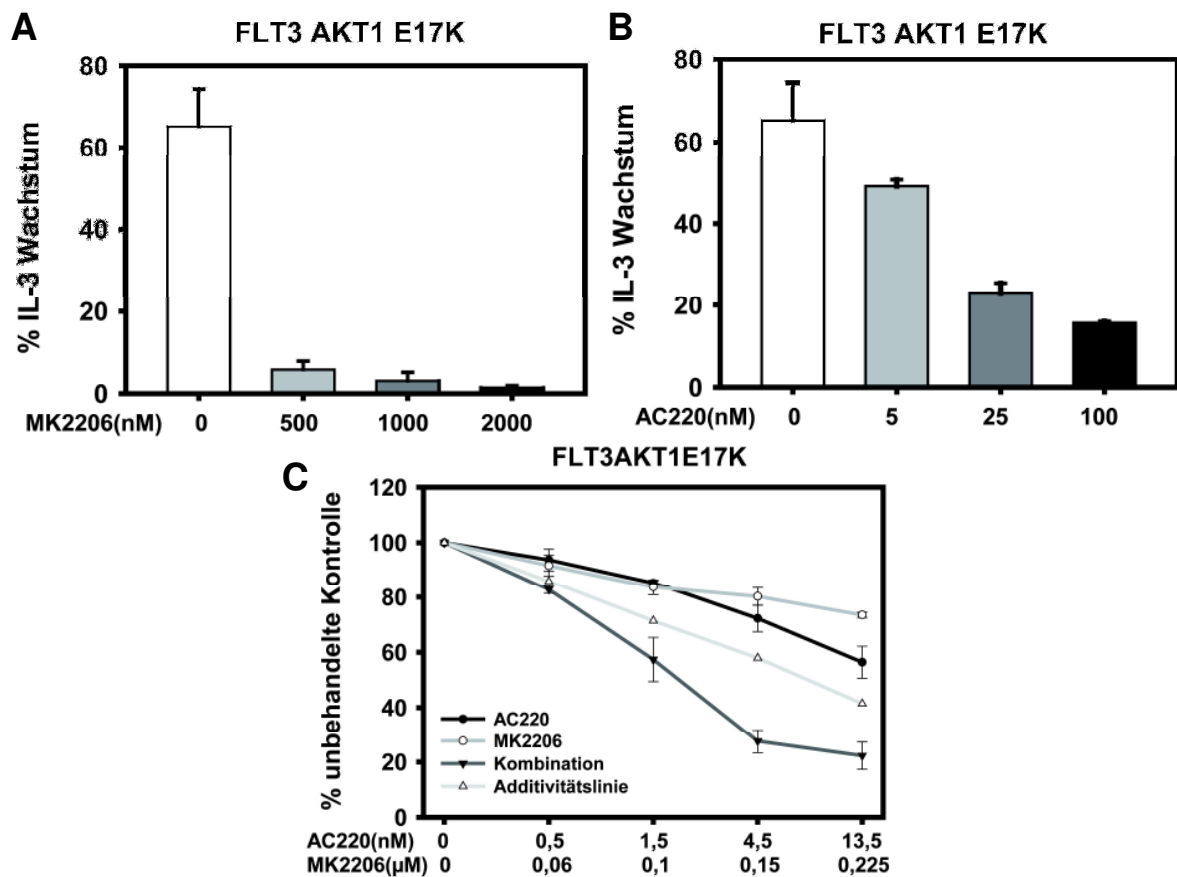 A
FLT3 AKT1 E17K
% IL-3 Wachstum
80
60
40
20
0
MK2206(nM) 0 500 1000 2000
B
FLT3 AKT1 E17K
% IL-3 Wachstum
80
60
40
20
0
AC220(nM) 0 5 25 100
C
FLT3AKT1E17K
% unbehandelte Kontrolle
120
100
80
60
40
20
0
AC220
MK2206
Kombination
Additivitätslinie
AC220(nM) 0 0,5 1,5 4,5 13,5
MK2206(µM) 0 0,06 0,1 0,15 0,225